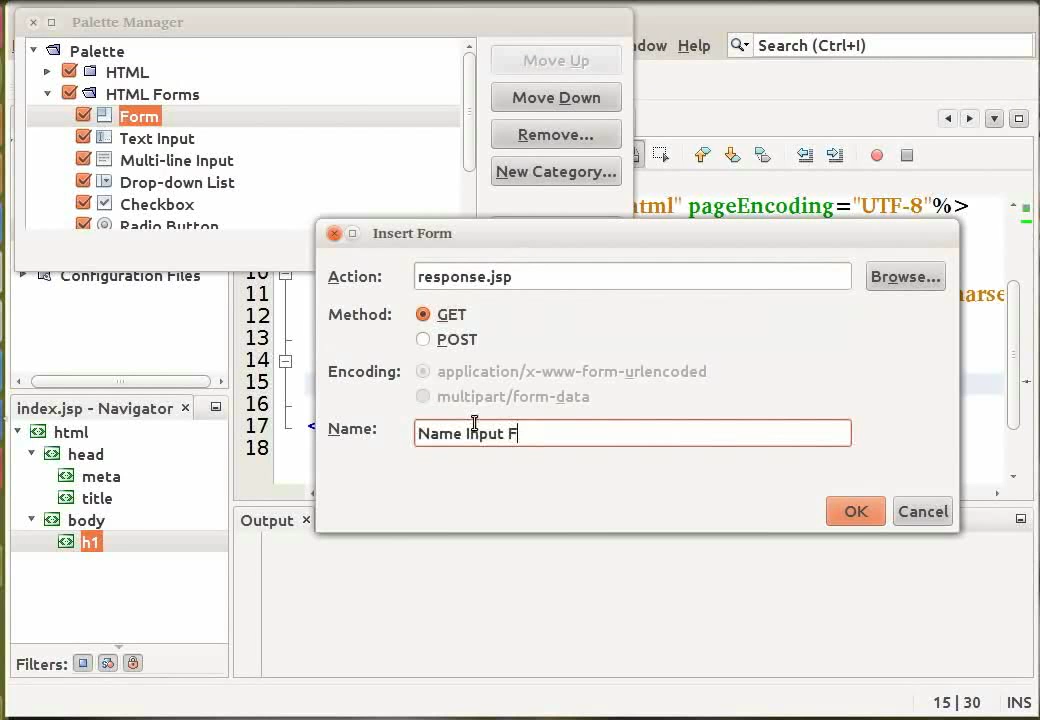 Palette Manager
Palette
HTML
HTML Forms
Form
Text Input
Multi-line Input
Drop-down List
Checkbox
Radio Button
Move Up
Move Down
Remove...
New Category...
Help
Search (Ctrl+I)
pageEncoding="UTF-8"%>
Configuration Files
11
12
13
14
15
16
17 <
18
Insert Form
Action: response.jsp Browse...
Method: GET
POST
Encoding: application/x-www-form-urlencoded
multipart/form-data
Name: Name Input F
OK Cancel
index.jsp - Navigator
html
head
meta
title
body
h1
Filters:
Output
15 | 30 INS